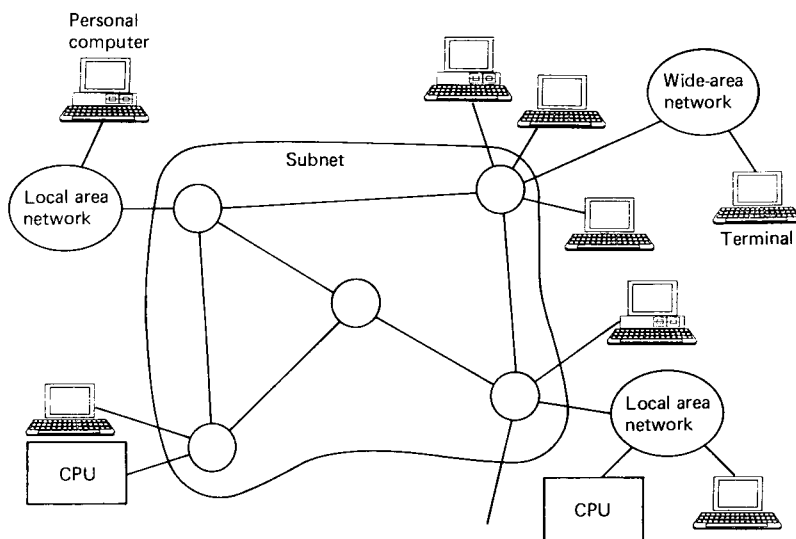 Personal
computer
Wide-area
network
Subnet
Local area
network
Terminal
Local area
network
CPU
CPU